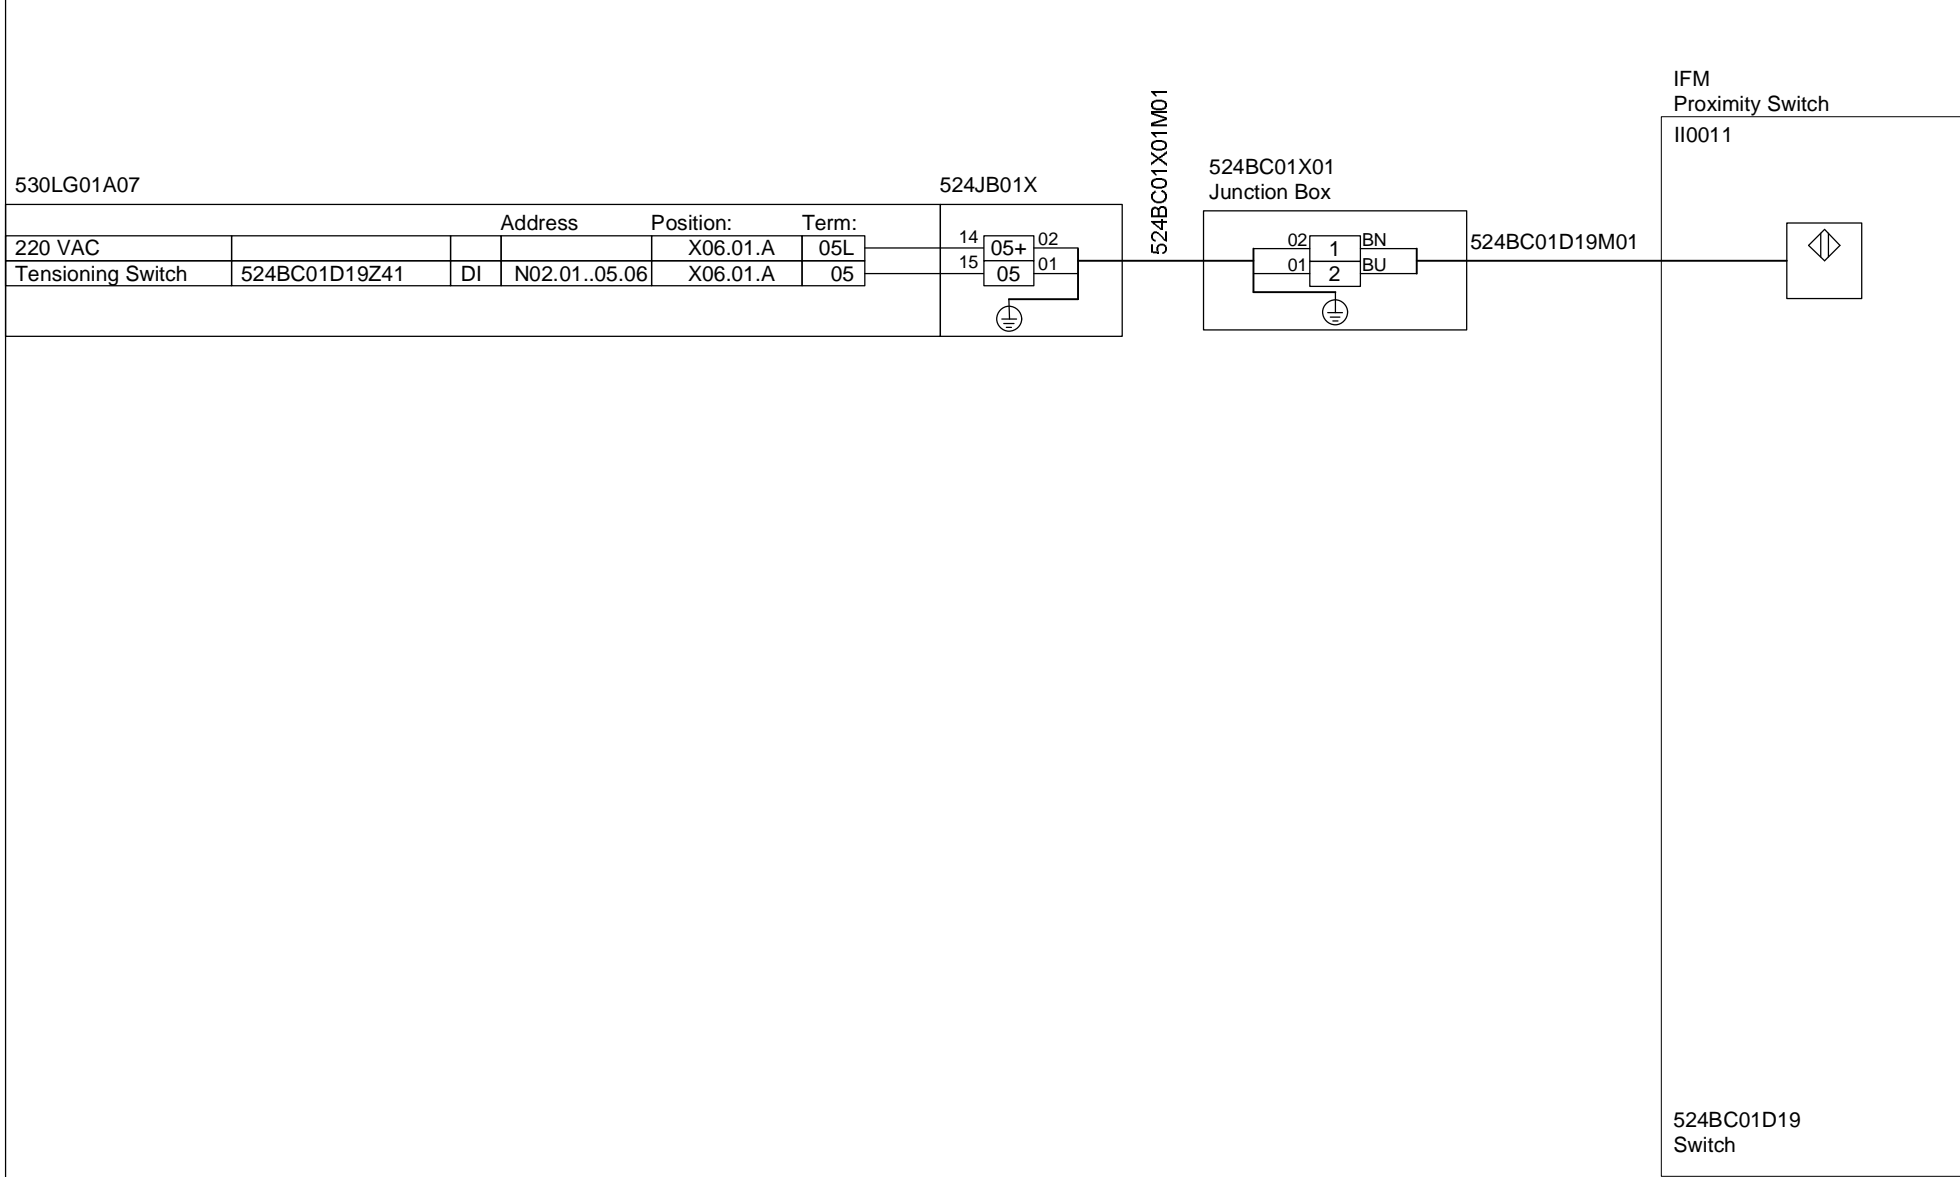 IFM
Proximity Switch
II0011
524BC01X01M01
524BC01X01
Junction Box
530LG01A07
524JB01X
Address Position: Term:
220 VAC X06.01.A 05L 14 05+ 02
Tensioning Switch 524BC01D19Z41 DI N02.01..05.06 X06.01.A 05 15 05 01
02 1 BN
01 2 BU
524BC01D19M01
524BC01D19
Switch